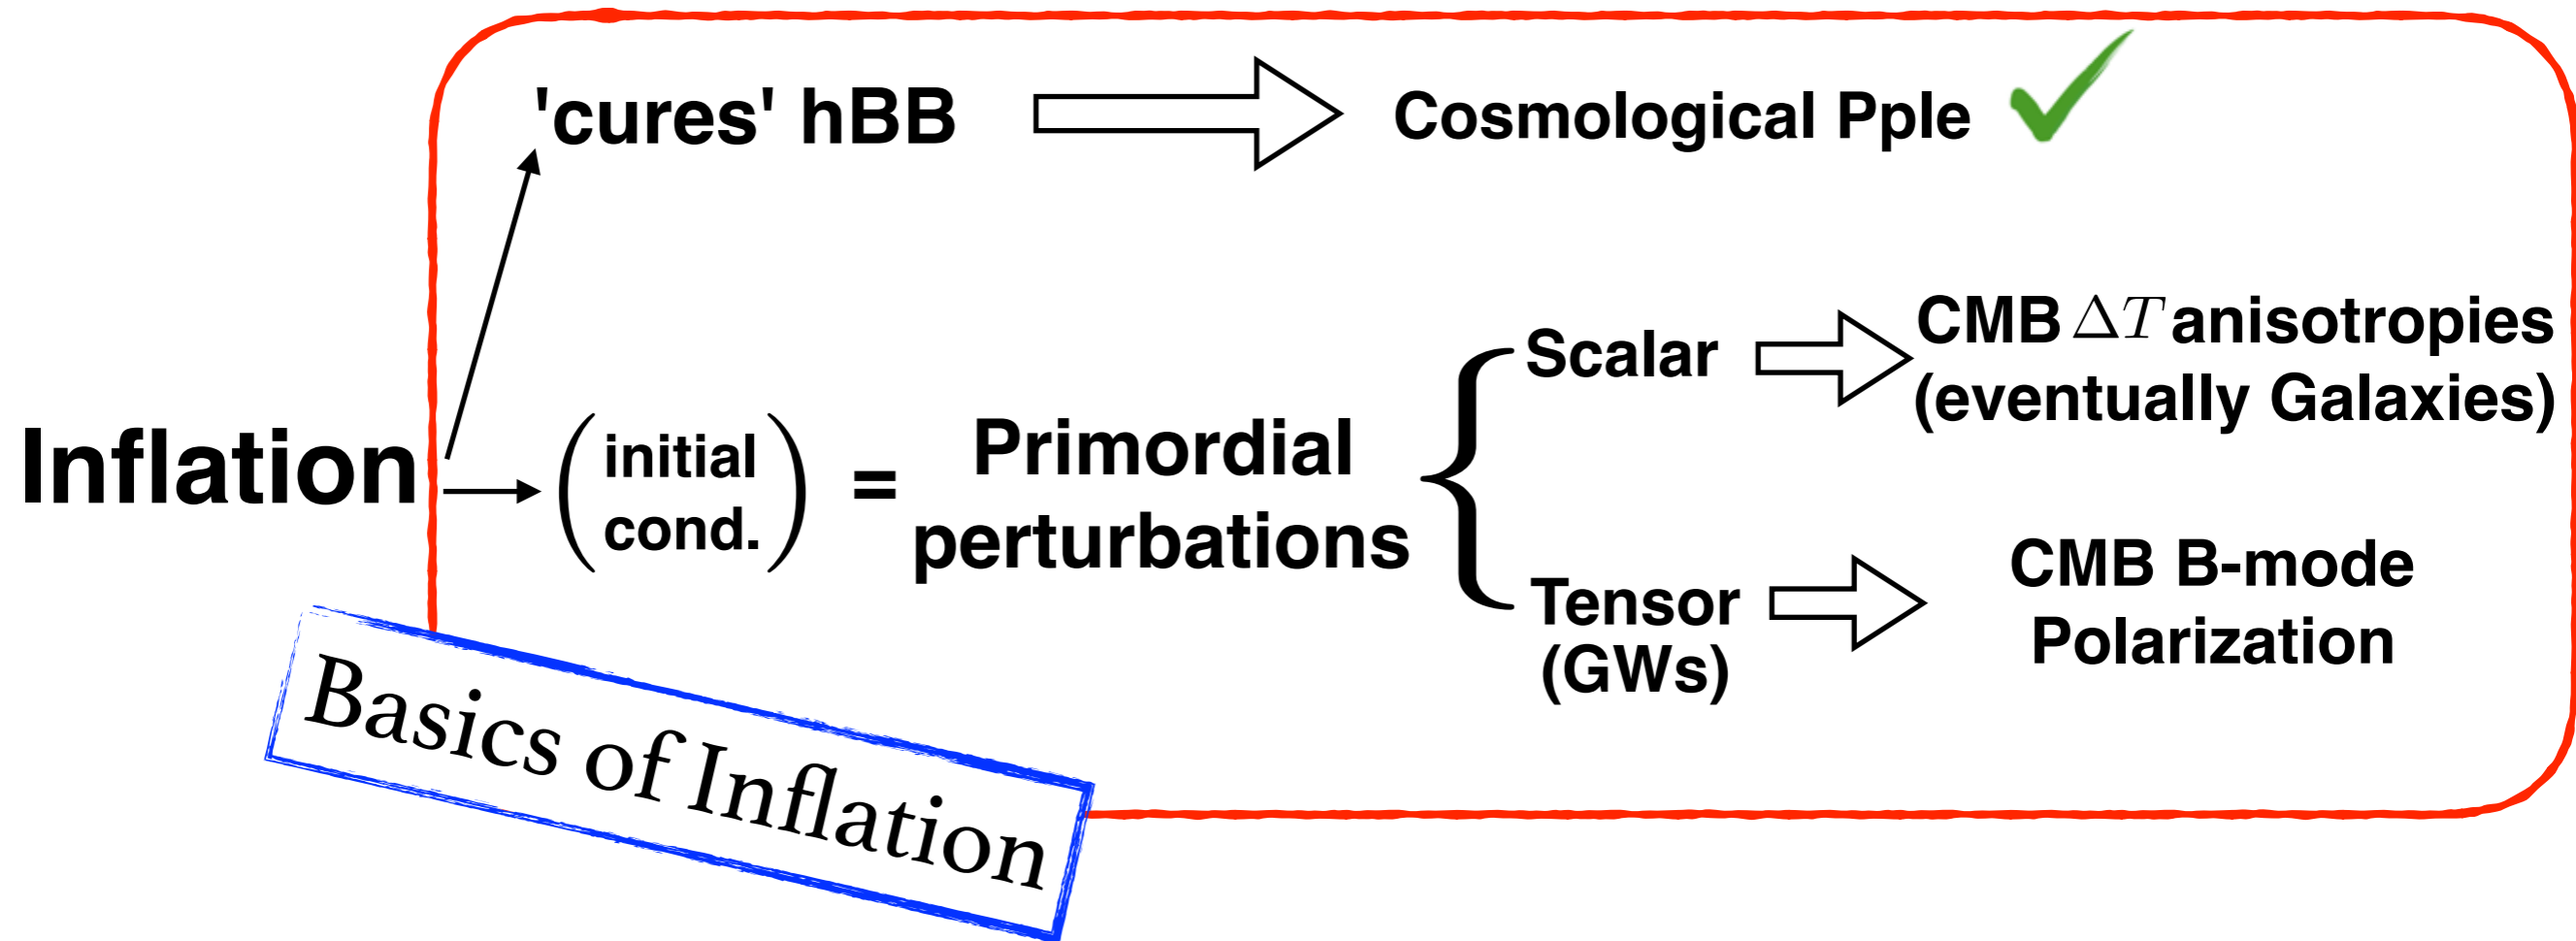 'cures' hBB
Cosmological Pple
Inflation
initial
cond.
=
Primordial
perturbations
Scalar
CMB ΔT anisotropies
(eventually Galaxies)
Tensor
(GWs)
CMB B-mode
Polarization
Basics of Inflation